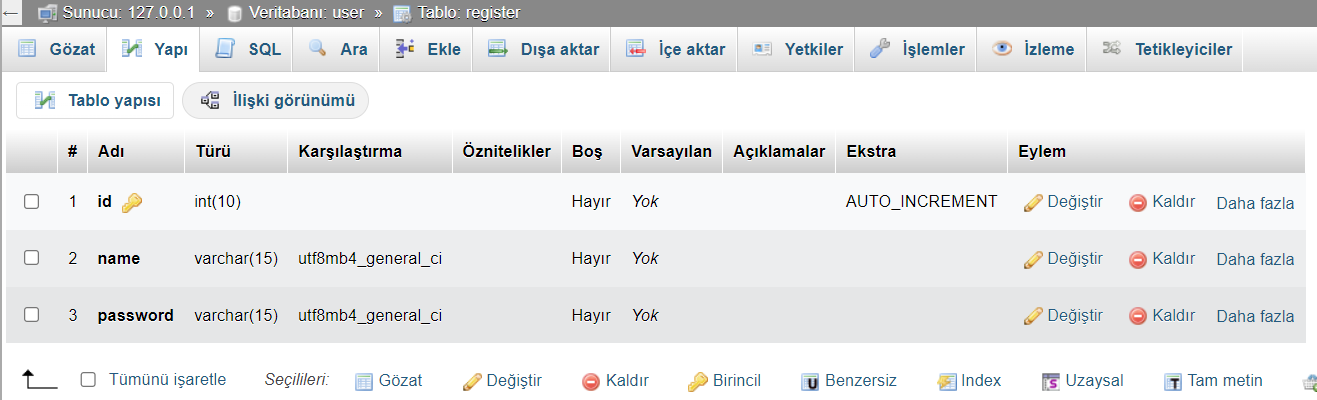 ← Sunucu: 127.0.0.1 » Veritabanı: user » Tablo: register
Gözat Yapı SQL Ara Ekle Dışa aktar İçe aktar Yetkiler İşlemler İzleme Tetikleyiciler
Tablo yapısı İlişki görünümü
# Adı Türü Karşılaştırma Öznitelikler Boş Varsayılan Açıklamalar Ekstra Eylem
1 id int(10) Hayır Yok AUTO_INCREMENT Değiştir Kaldır Daha fazla
2 name varchar(15) utf8mb4_general_ci Hayır Yok Değiştir Kaldır Daha fazla
3 password varchar(15) utf8mb4_general_ci Hayır Yok Değiştir Kaldır Daha fazla
Tümünü işaretle Seçilileri: Gözat Değiştir Kaldır Birincil Benzersiz Index Uzaysal Tam metin